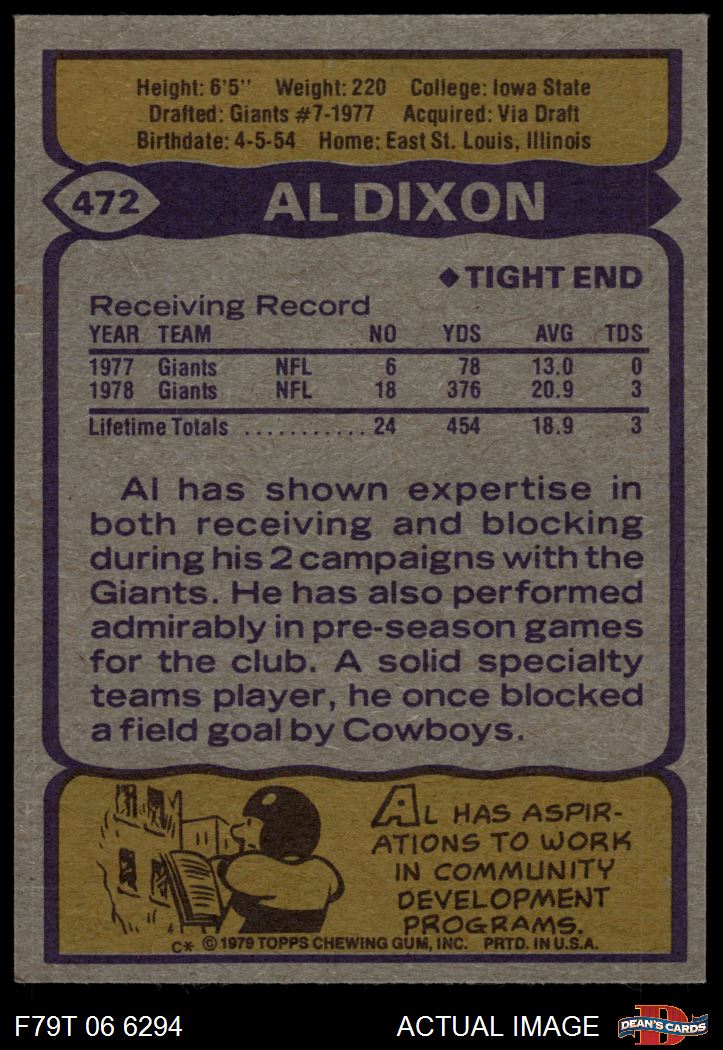 Height: 6'5'' Weight: 220 College: Iowa State
Drafted: Giants #7-1977 Acquired: Via Draft
Birthdate: 4-5-54 Home: East St. Louis, Illinois
472 AL DIXON
◆ TIGHT END
Receiving Record
YEAR TEAM NO YDS AVG TDS
1977 Giants NFL 6 78 13.0 0
1978 Giants NFL 18 376 20.9 3
Lifetime Totals ........... 24 454 18.9 3
Al has shown expertise in
both receiving and blocking
during his 2 campaigns with the
Giants. He has also performed
admirably in pre-season games
for the club. A solid specialty
teams player, he once blocked
a field goal by Cowboys.
AL HAS ASPIR-
ATIONS TO WORK
IN COMMUNITY
DEVELOPMENT
PROGRAMS.
C* © 1979 TOPPS CHEWING GUM, INC. PRTD. IN U.S.A.
F79T 06 6294 ACTUAL IMAGE D DEAN'S CARDS